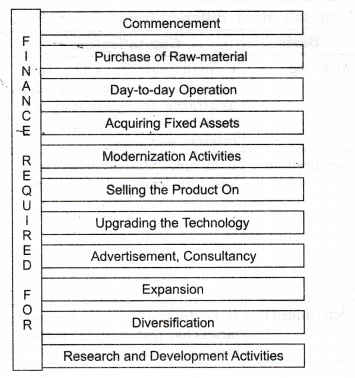 FINANCE REQUIRED FOR
Commencement
Purchase of Raw-material
Day-to-day Operation
Acquiring Fixed Assets
Modernization Activities
Selling the Product On
Upgrading the Technology
Advertisement, Consultancy
Expansion
Diversification
Research and Development Activities